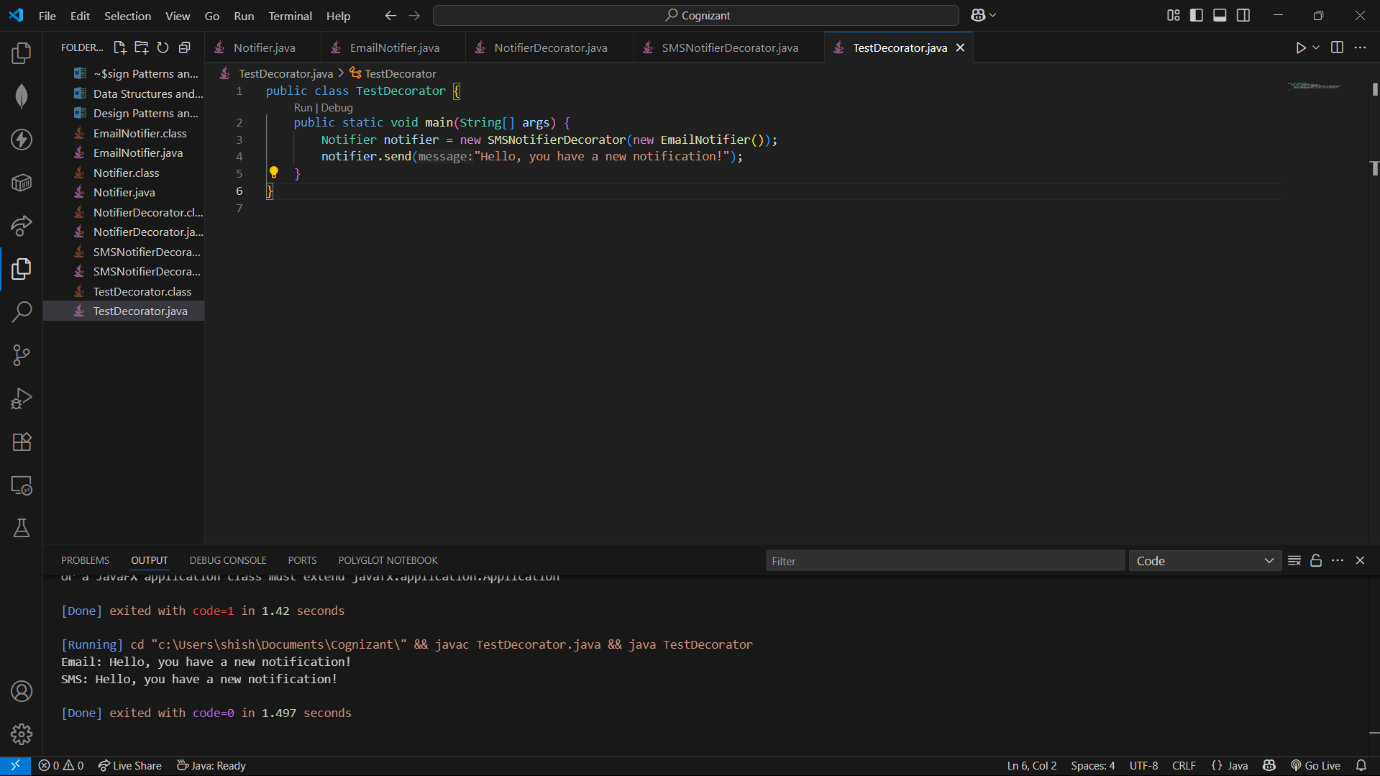 File Edit Selection View Go Run Terminal Help
Cognizant
FOLDER...
Notifier.java
EmailNotifier.java
NotifierDecorator.java
SMSNotifierDecorator.java
TestDecorator.java
~$sign Patterns an...
Data Structures and...
Design Patterns an...
EmailNotifier.class
EmailNotifier.java
Notifier.class
Notifier.java
NotifierDecorator.cl...
NotifierDecorator.ja...
SMSNotifierDecora...
SMSNotifierDecora...
TestDecorator.class
TestDecorator.java
TestDecorator.java > TestDecorator
1 public class TestDecorator {
Run | Debug
2 public static void main(String[] args) {
3 Notifier notifier = new SMSNotifierDecorator(new EmailNotifier());
4 notifier.send(message:"Hello, you have a new notification!");
5 }
6 }
7
PROBLEMS OUTPUT DEBUG CONSOLE PORTS POLYGLOT NOTEBOOK
Filter
Code
or a JavaFX application class must extend javafx.application.Application
[Done] exited with code=1 in 1.42 seconds
[Running] cd "c:\Users\shish\Documents\Cognizant\" && javac TestDecorator.java && java TestDecorator
Email: Hello, you have a new notification!
SMS: Hello, you have a new notification!
[Done] exited with code=0 in 1.497 seconds
0 0 Live Share Java: Ready
Ln 6, Col 2 Spaces: 4 UTF-8 CRLF {} Java Go Live